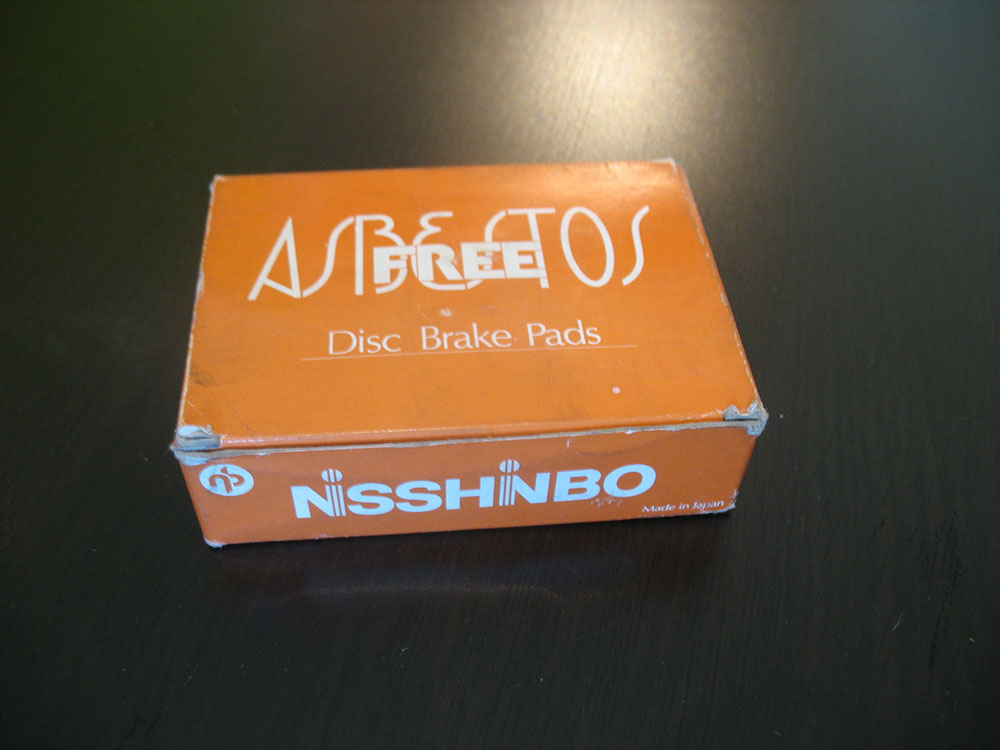 ASBESTOS
FREE
Disc Brake Pads
NiSSHiNBO
Made in Japan